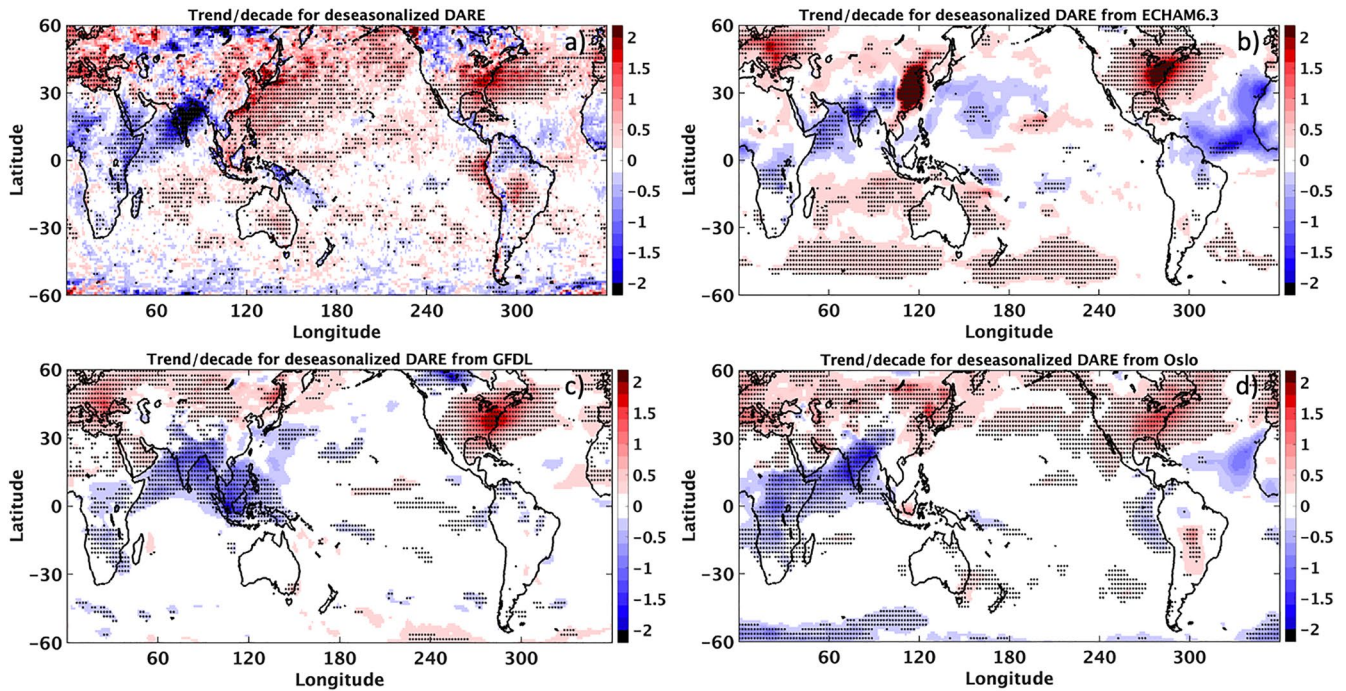 Trend/decade for deseasonalized DARE
a)
60
30
0
−30
−60
Latitude
60 120 180 240 300
Longitude
2
1.5
1
0.5
0
−0.5
−1
−1.5
−2
Trend/decade for deseasonalized DARE from ECHAM6.3
b)
60
30
0
−30
−60
Latitude
60 120 180 240 300
Longitude
2
1.5
1
0.5
0
−0.5
−1
−1.5
−2
Trend/decade for deseasonalized DARE from GFDL
c)
60
30
0
−30
−60
Latitude
60 120 180 240 300
Longitude
2
1.5
1
0.5
0
−0.5
−1
−1.5
−2
Trend/decade for deseasonalized DARE from Oslo
d)
60
30
0
−30
−60
Latitude
60 120 180 240 300
Longitude
2
1.5
1
0.5
0
−0.5
−1
−1.5
−2